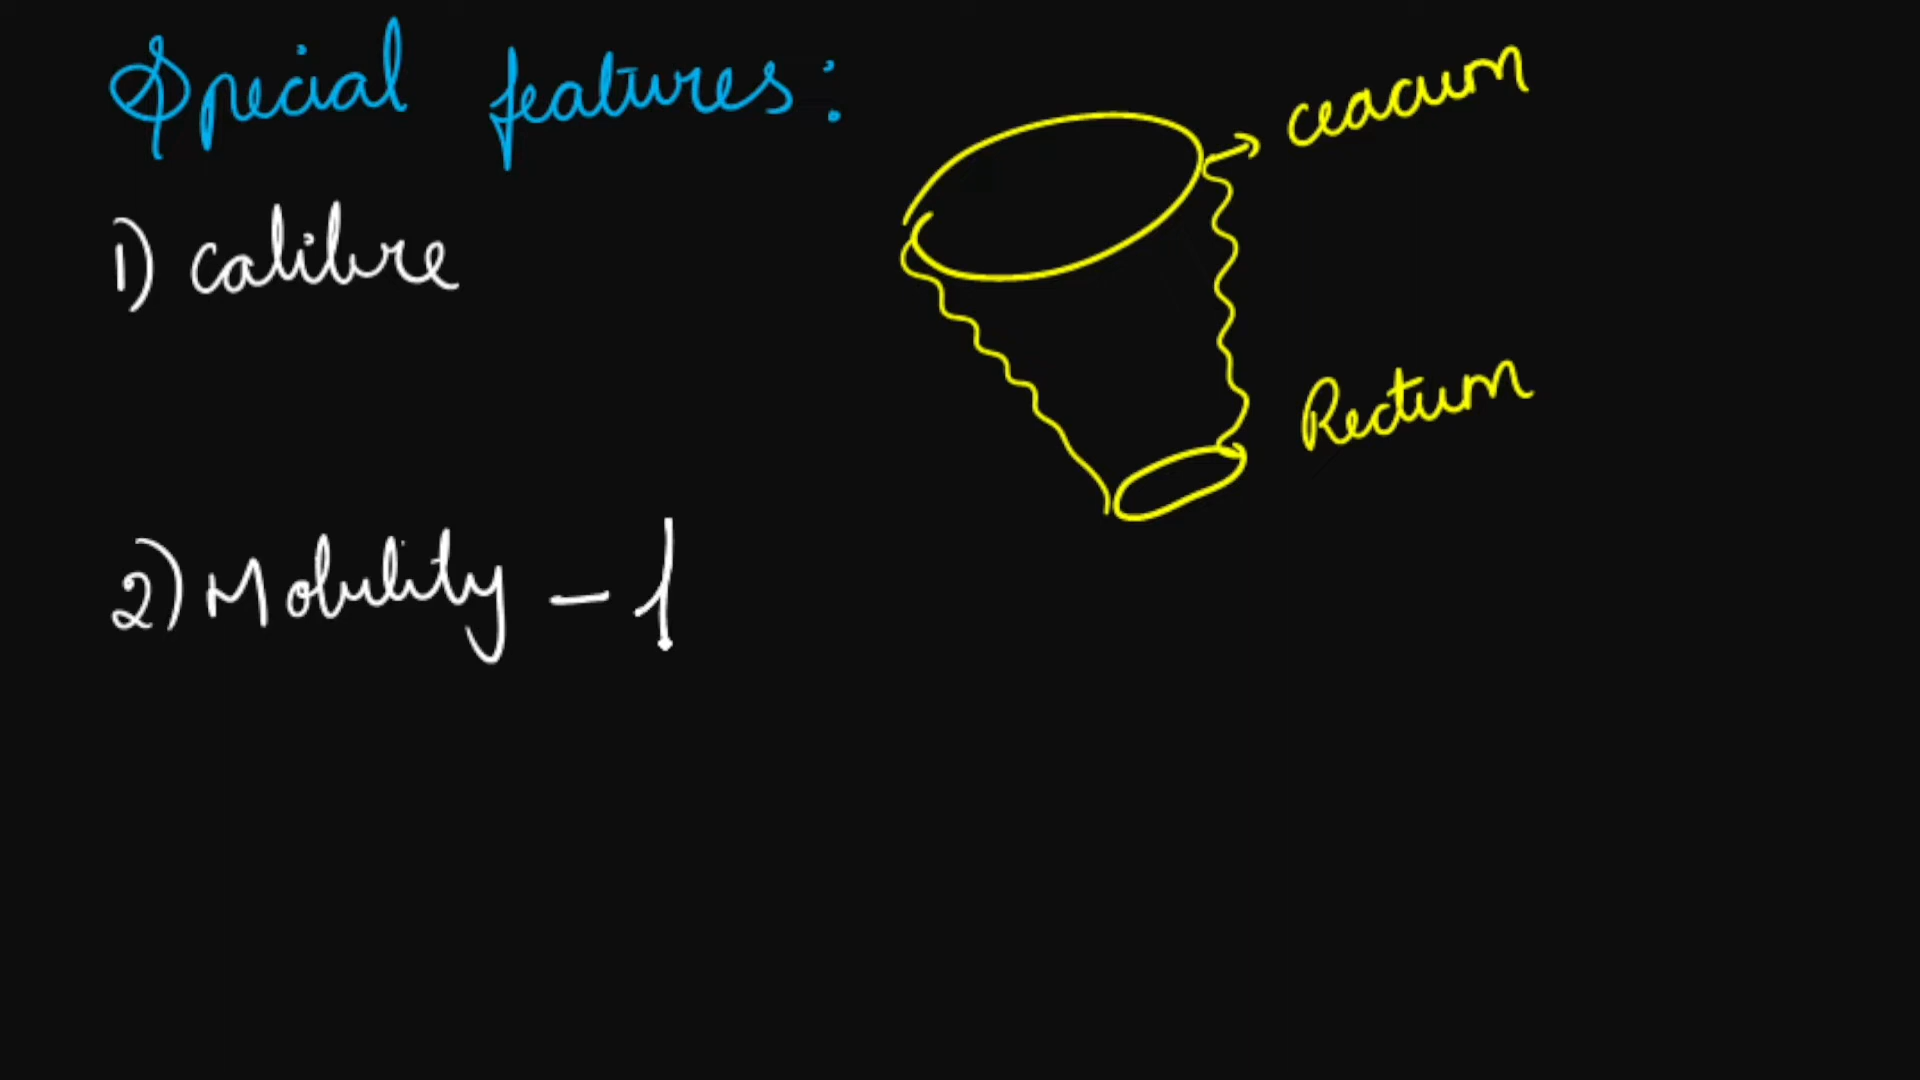 Special features:
ceacum
1) calibre
Rectum
2) Mobility -